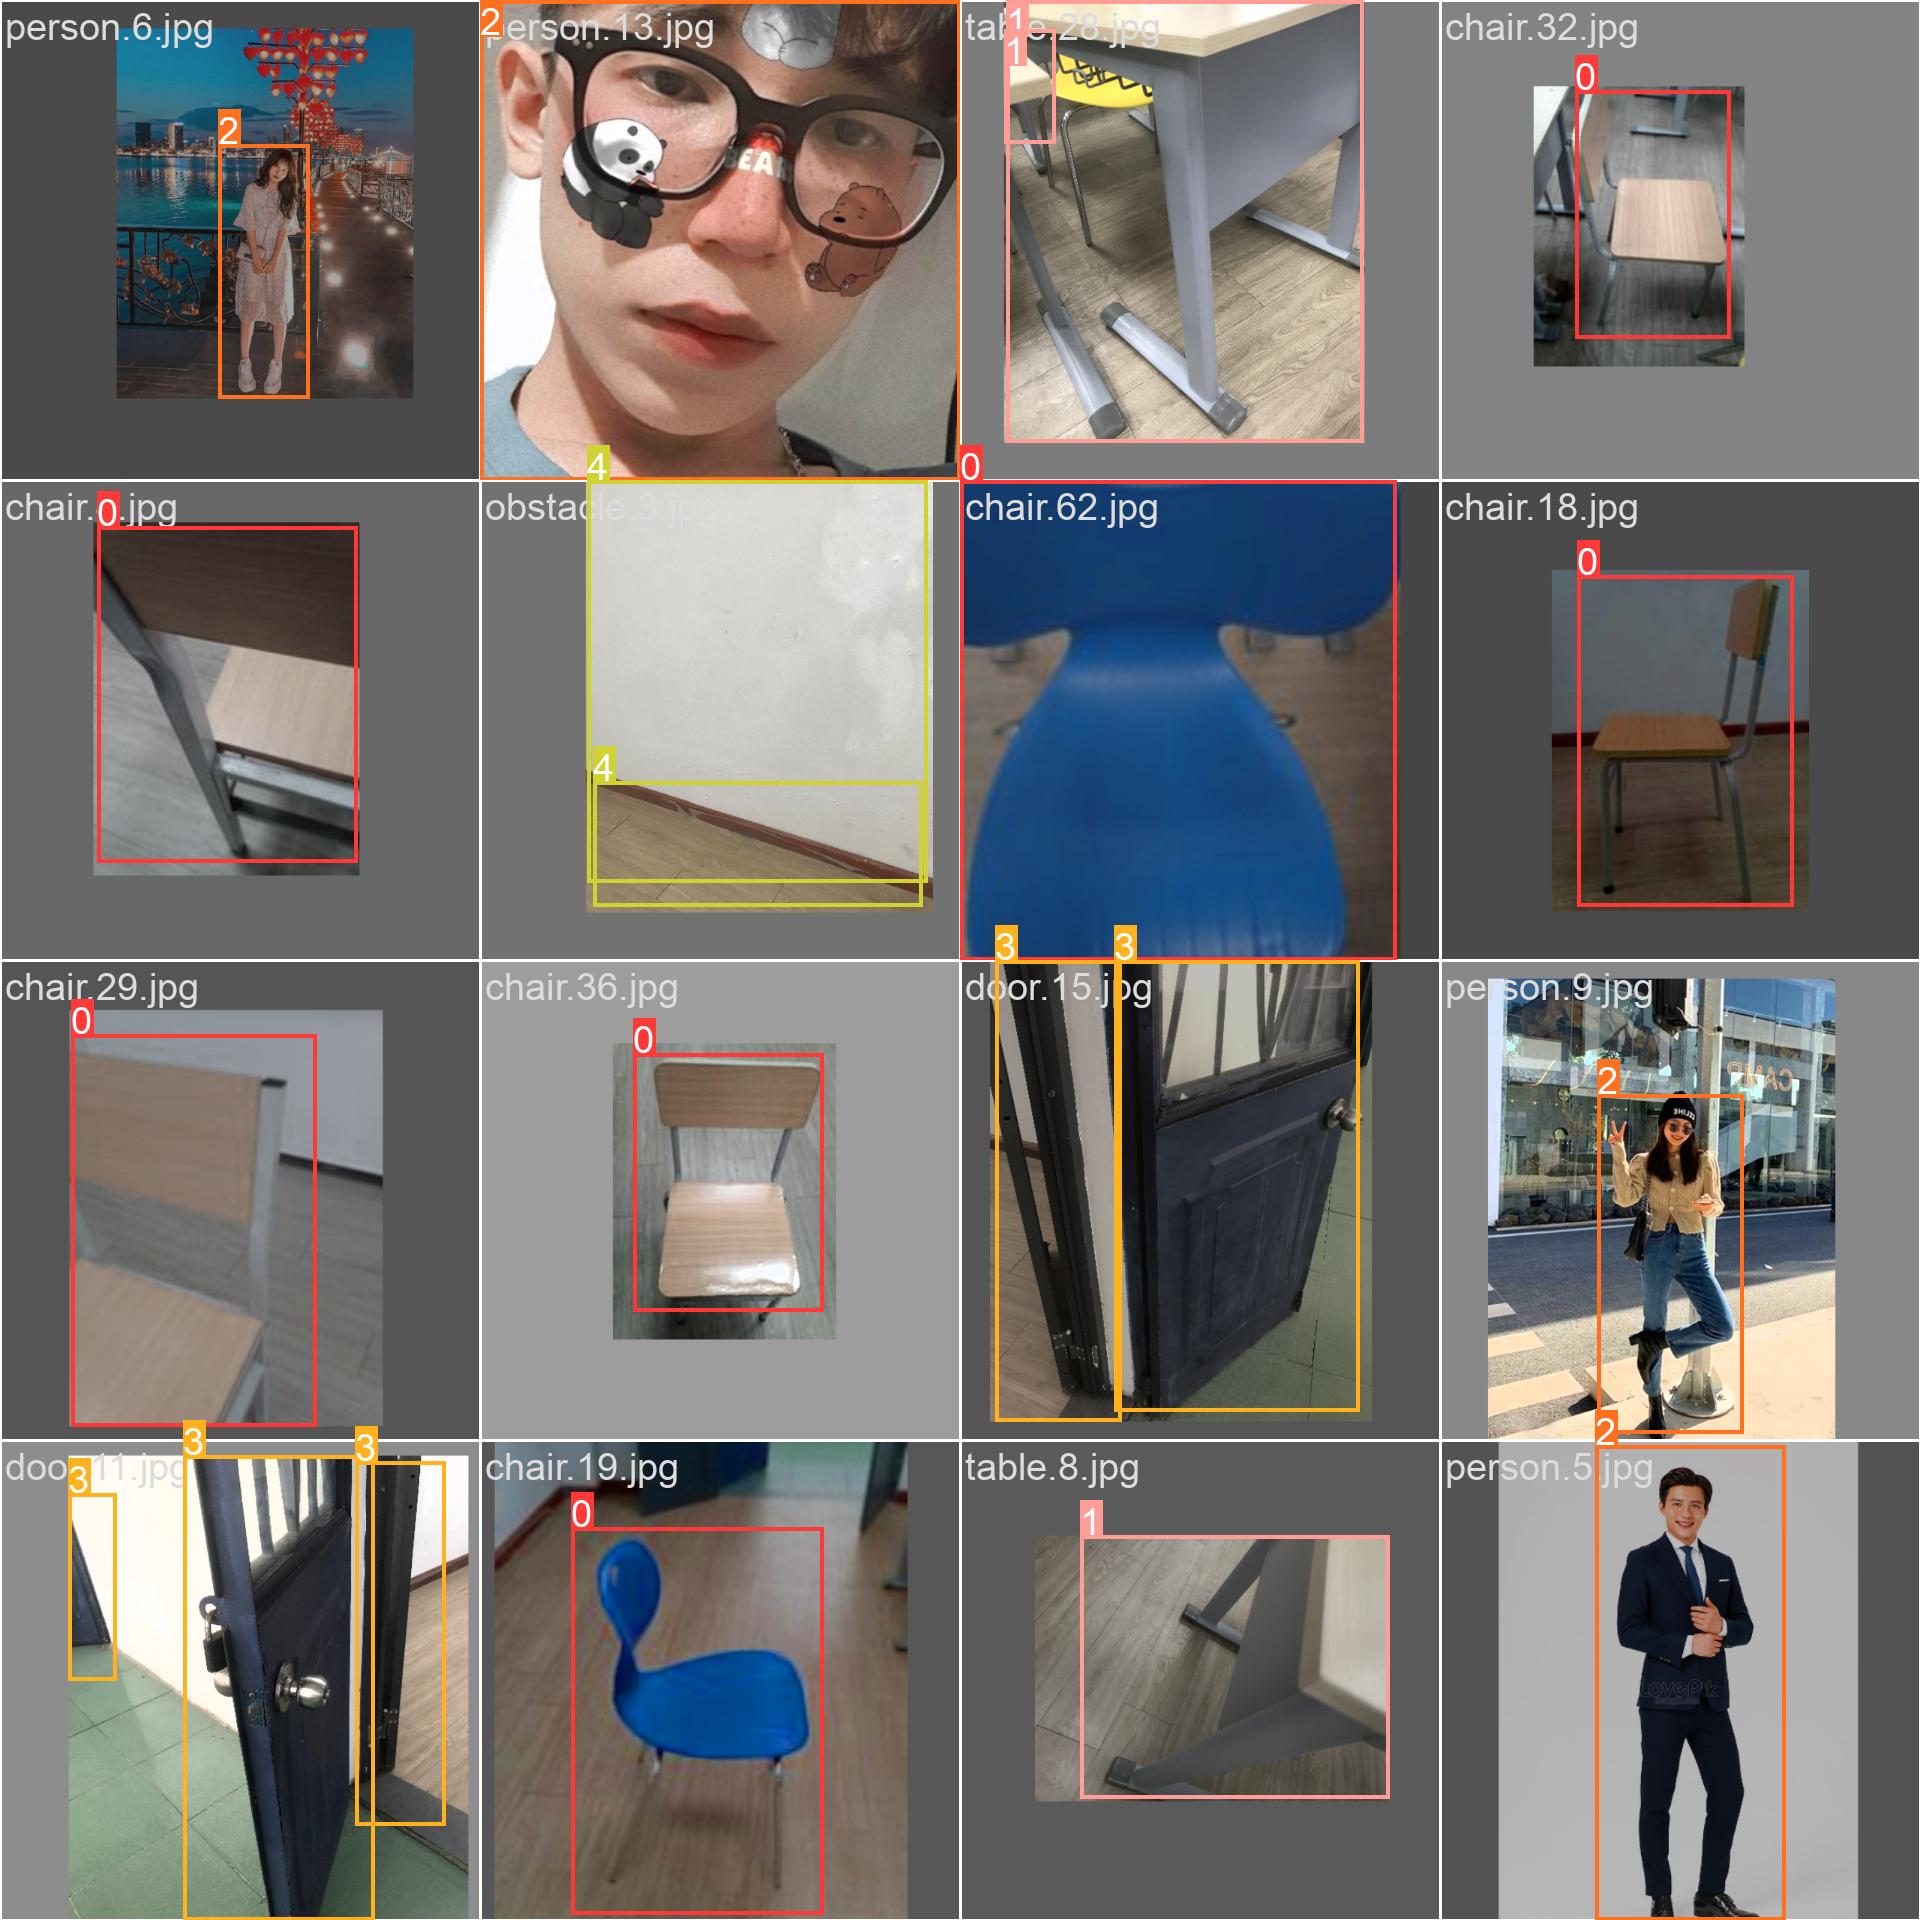 person.6.jpg
2
2
person.13.jpg
BEAR
1
table.28.jpg
1
chair.32.jpg
0
chair. .jpg
0
4
obstacle.3.jpg
4
0
chair.62.jpg
chair.18.jpg
0
chair.29.jpg
0
chair.36.jpg
0
3
3
door.15.jpg
person.9.jpg
CAMP
2
CELINE
3
3
door.11.jpg
3
chair.19.jpg
0
table.8.jpg
1
2
person.5.jpg
lovepik